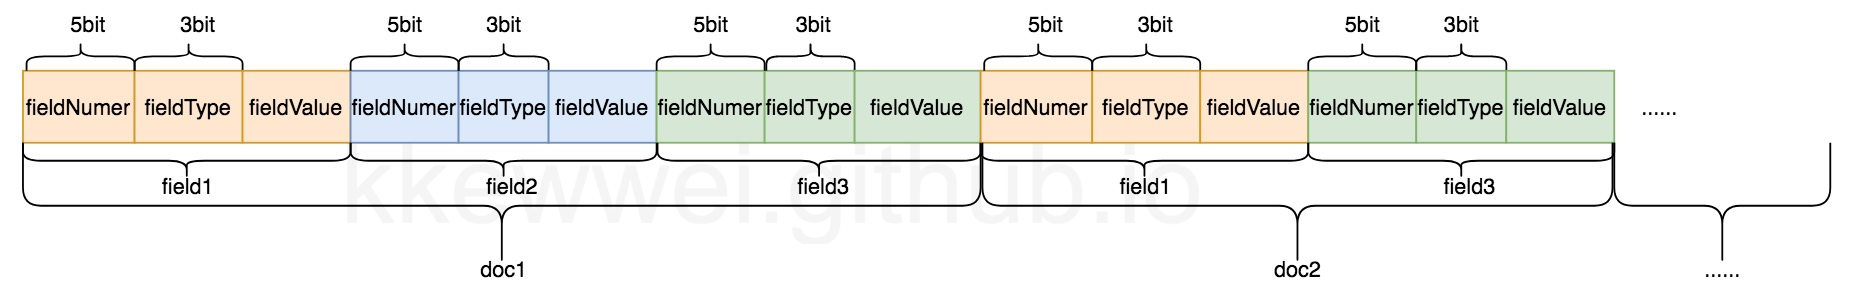 5bit 3bit 5bit 3bit 5bit 3bit 5bit 3bit 5bit 3bit
fieldNumer fieldType fieldValue fieldNumer fieldType fieldValue fieldNumer fieldType fieldValue fieldNumer fieldType fieldValue fieldNumer fieldType fieldValue ......
field1 field2 field3 field1 field3
kkewwei.github.io
doc1 doc2 ......